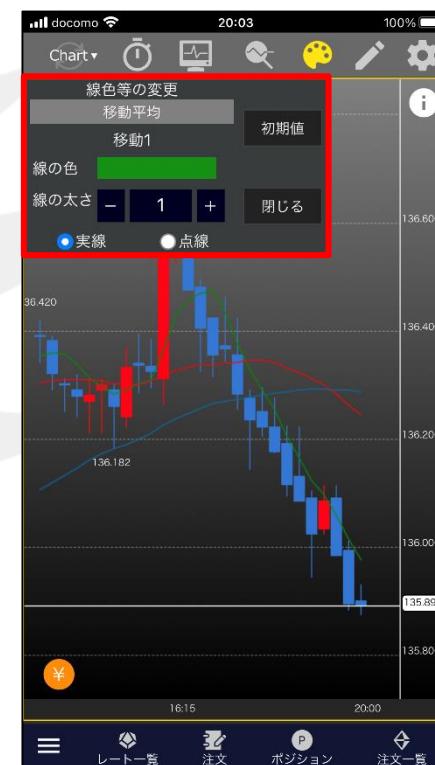 docomo 20:03 100%
Chart▼
線色等の変更
移動平均
初期値
移動1
線の色
線の太さ － 1 ＋
閉じる
実線 点線
136.60
36.420
136.40
136.20
136.182
136.00
135.89
135.80
¥
16:15 20:00
レート一覧 注文 P ポジション 注文一覧